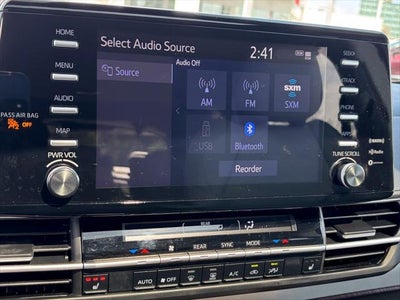 HOME
MENU
AUDIO
MAP
PWR VOL
PASS AIR BAG
OFF
Select Audio Source
2:41
Source
Audio Off
AM
FM
sxm
SXM
USB
Bluetooth
Reorder
SEEK>
<TRACK
PHONE
APPS
TUNE SCROLL
REAR
AUTO
OFF
REAR
SYNC
MODE
A/C